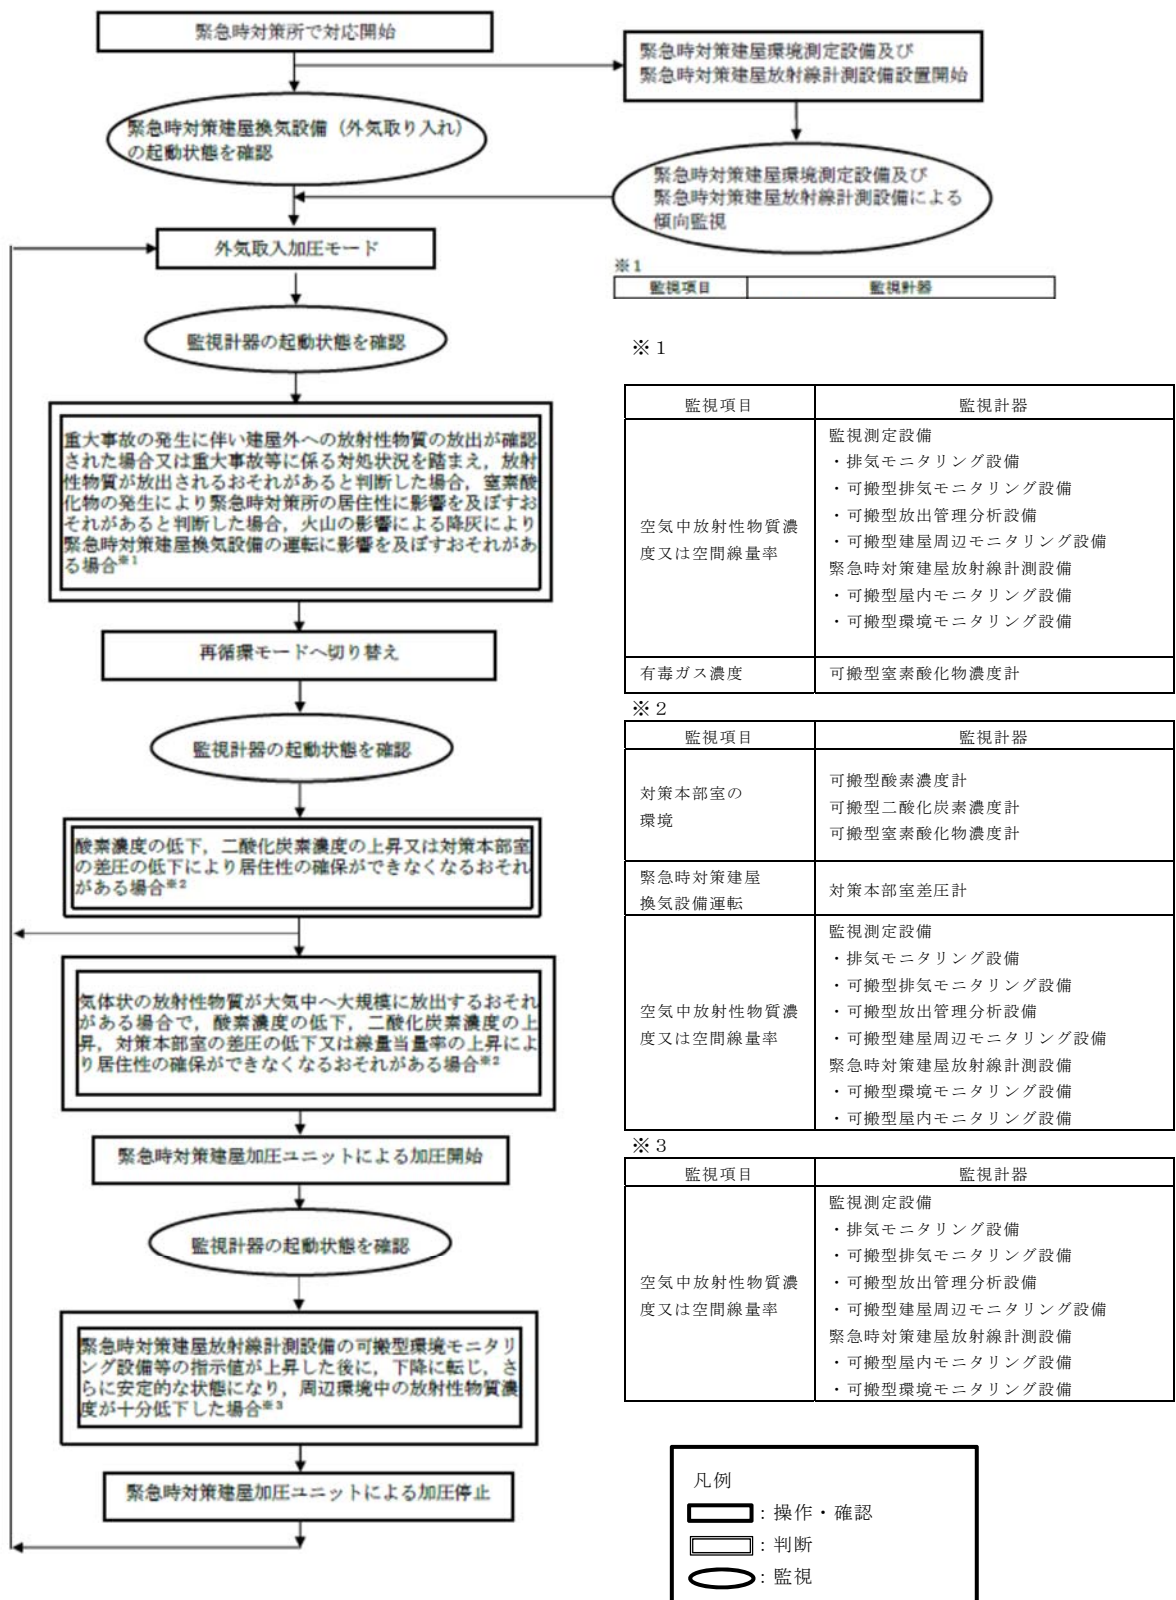 緊急時対策所で対応開始
緊急時対策建屋環境測定設備及び
緊急時対策建屋放射線計測設備設置開始
緊急時対策建屋換気設備（外気取り入れ）
の起動状態を確認
緊急時対策建屋環境測定設備及び
緊急時対策建屋放射線計測設備による
傾向監視
外気取入加圧モード
※1
監視項目
監視計器
監視計器の起動状態を確認
重大事故の発生に伴い建屋外への放射性物質の放出が確認
された場合又は重大事故等に係る対処状況を踏まえ，放射
性物質が放出されるおそれがあると判断した場合，窒素酸
化物の発生により緊急時対策所の居住性に影響を及ぼすお
それがあると判断した場合，火山の影響による降灰により
緊急時対策建屋換気設備の運転に影響を及ぼすおそれがあ
る場合※1
再循環モードへ切り替え
監視計器の起動状態を確認
酸素濃度の低下，二酸化炭素濃度の上昇又は対策本部室
の差圧の低下により居住性の確保ができなくなるおそれ
がある場合※2
気体状の放射性物質が大気中へ大規模に放出するおそれ
がある場合で，酸素濃度の低下，二酸化炭素濃度の上
昇，対策本部室の差圧の低下又は線量当量率の上昇によ
り居住性の確保ができなくなるおそれがある場合※2
緊急時対策建屋加圧ユニットによる加圧開始
監視計器の起動状態を確認
緊急時対策建屋放射線計測設備の可搬型環境モニタリ
ング設備等の指示値が上昇した後に，下降に転じ，さ
らに安定的な状態になり，周辺環境中の放射性物質濃
度が十分低下した場合※3
緊急時対策建屋加圧ユニットによる加圧停止
※１
監視項目
監視計器
空気中放射性物質濃
度又は空間線量率
監視測定設備
・排気モニタリング設備
・可搬型排気モニタリング設備
・可搬型放出管理分析設備
・可搬型建屋周辺モニタリング設備
緊急時対策建屋放射線計測設備
・可搬型屋内モニタリング設備
・可搬型環境モニタリング設備
有毒ガス濃度
可搬型窒素酸化物濃度計
※２
監視項目
監視計器
対策本部室の
環境
可搬型酸素濃度計
可搬型二酸化炭素濃度計
可搬型窒素酸化物濃度計
緊急時対策建屋
換気設備運転
対策本部室差圧計
空気中放射性物質濃
度又は空間線量率
監視測定設備
・排気モニタリング設備
・可搬型排気モニタリング設備
・可搬型放出管理分析設備
・可搬型建屋周辺モニタリング設備
緊急時対策建屋放射線計測設備
・可搬型環境モニタリング設備
・可搬型屋内モニタリング設備
※３
監視項目
監視計器
空気中放射性物質濃
度又は空間線量率
監視測定設備
・排気モニタリング設備
・可搬型排気モニタリング設備
・可搬型放出管理分析設備
・可搬型建屋周辺モニタリング設備
緊急時対策建屋放射線計測設備
・可搬型屋内モニタリング設備
・可搬型環境モニタリング設備
凡例
：操作・確認
：判断
：監視